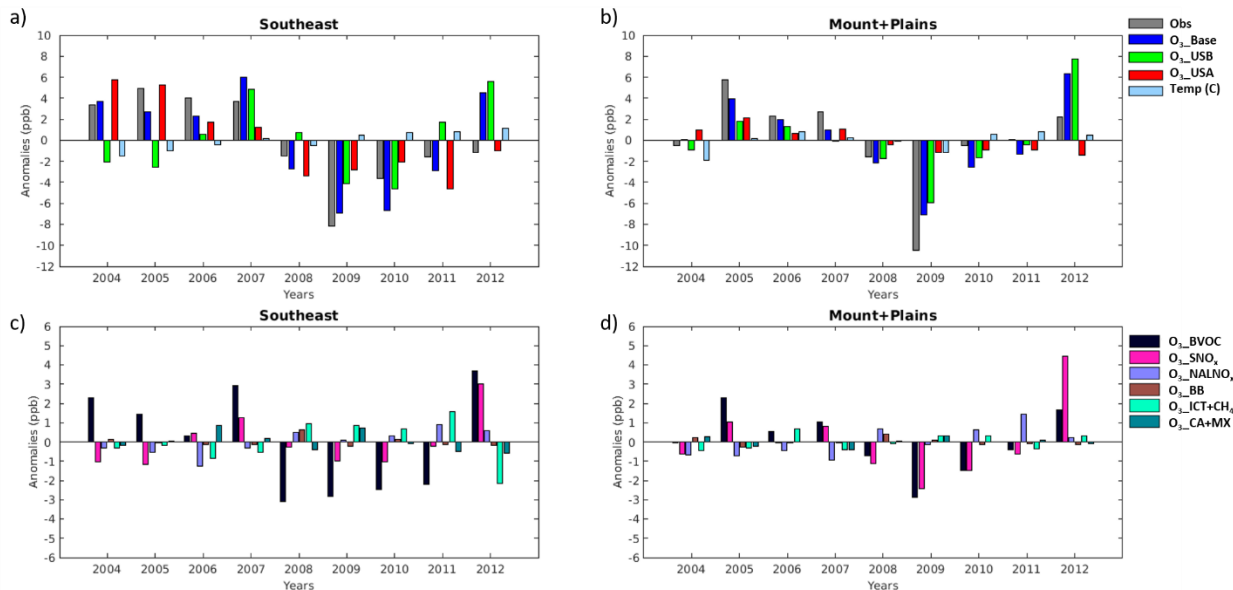 a)
Southeast
10
8
6
4
2
0
-2
-4
-6
-8
-10
-12
Anomalies (ppb)
2004 2005 2006 2007 2008 2009 2010 2011 2012
Years
b)
Mount+Plains
10
8
6
4
2
0
-2
-4
-6
-8
-10
-12
Anomalies (ppb)
2004 2005 2006 2007 2008 2009 2010 2011 2012
Years
Obs
O₃_Base
O₃_USB
O₃_USA
Temp (C)
c)
Southeast
6
5
4
3
2
1
0
-1
-2
-3
-4
-5
-6
Anomalies (ppb)
2004 2005 2006 2007 2008 2009 2010 2011 2012
Years
d)
Mount+Plains
6
5
4
3
2
1
0
-1
-2
-3
-4
-5
-6
Anomalies (ppb)
2004 2005 2006 2007 2008 2009 2010 2011 2012
Years
O₃_BVOC
O₃_SNOₓ
O₃_NALNOₓ
O₃_BB
O₃_ICT+CH₄
O₃_CA+MX